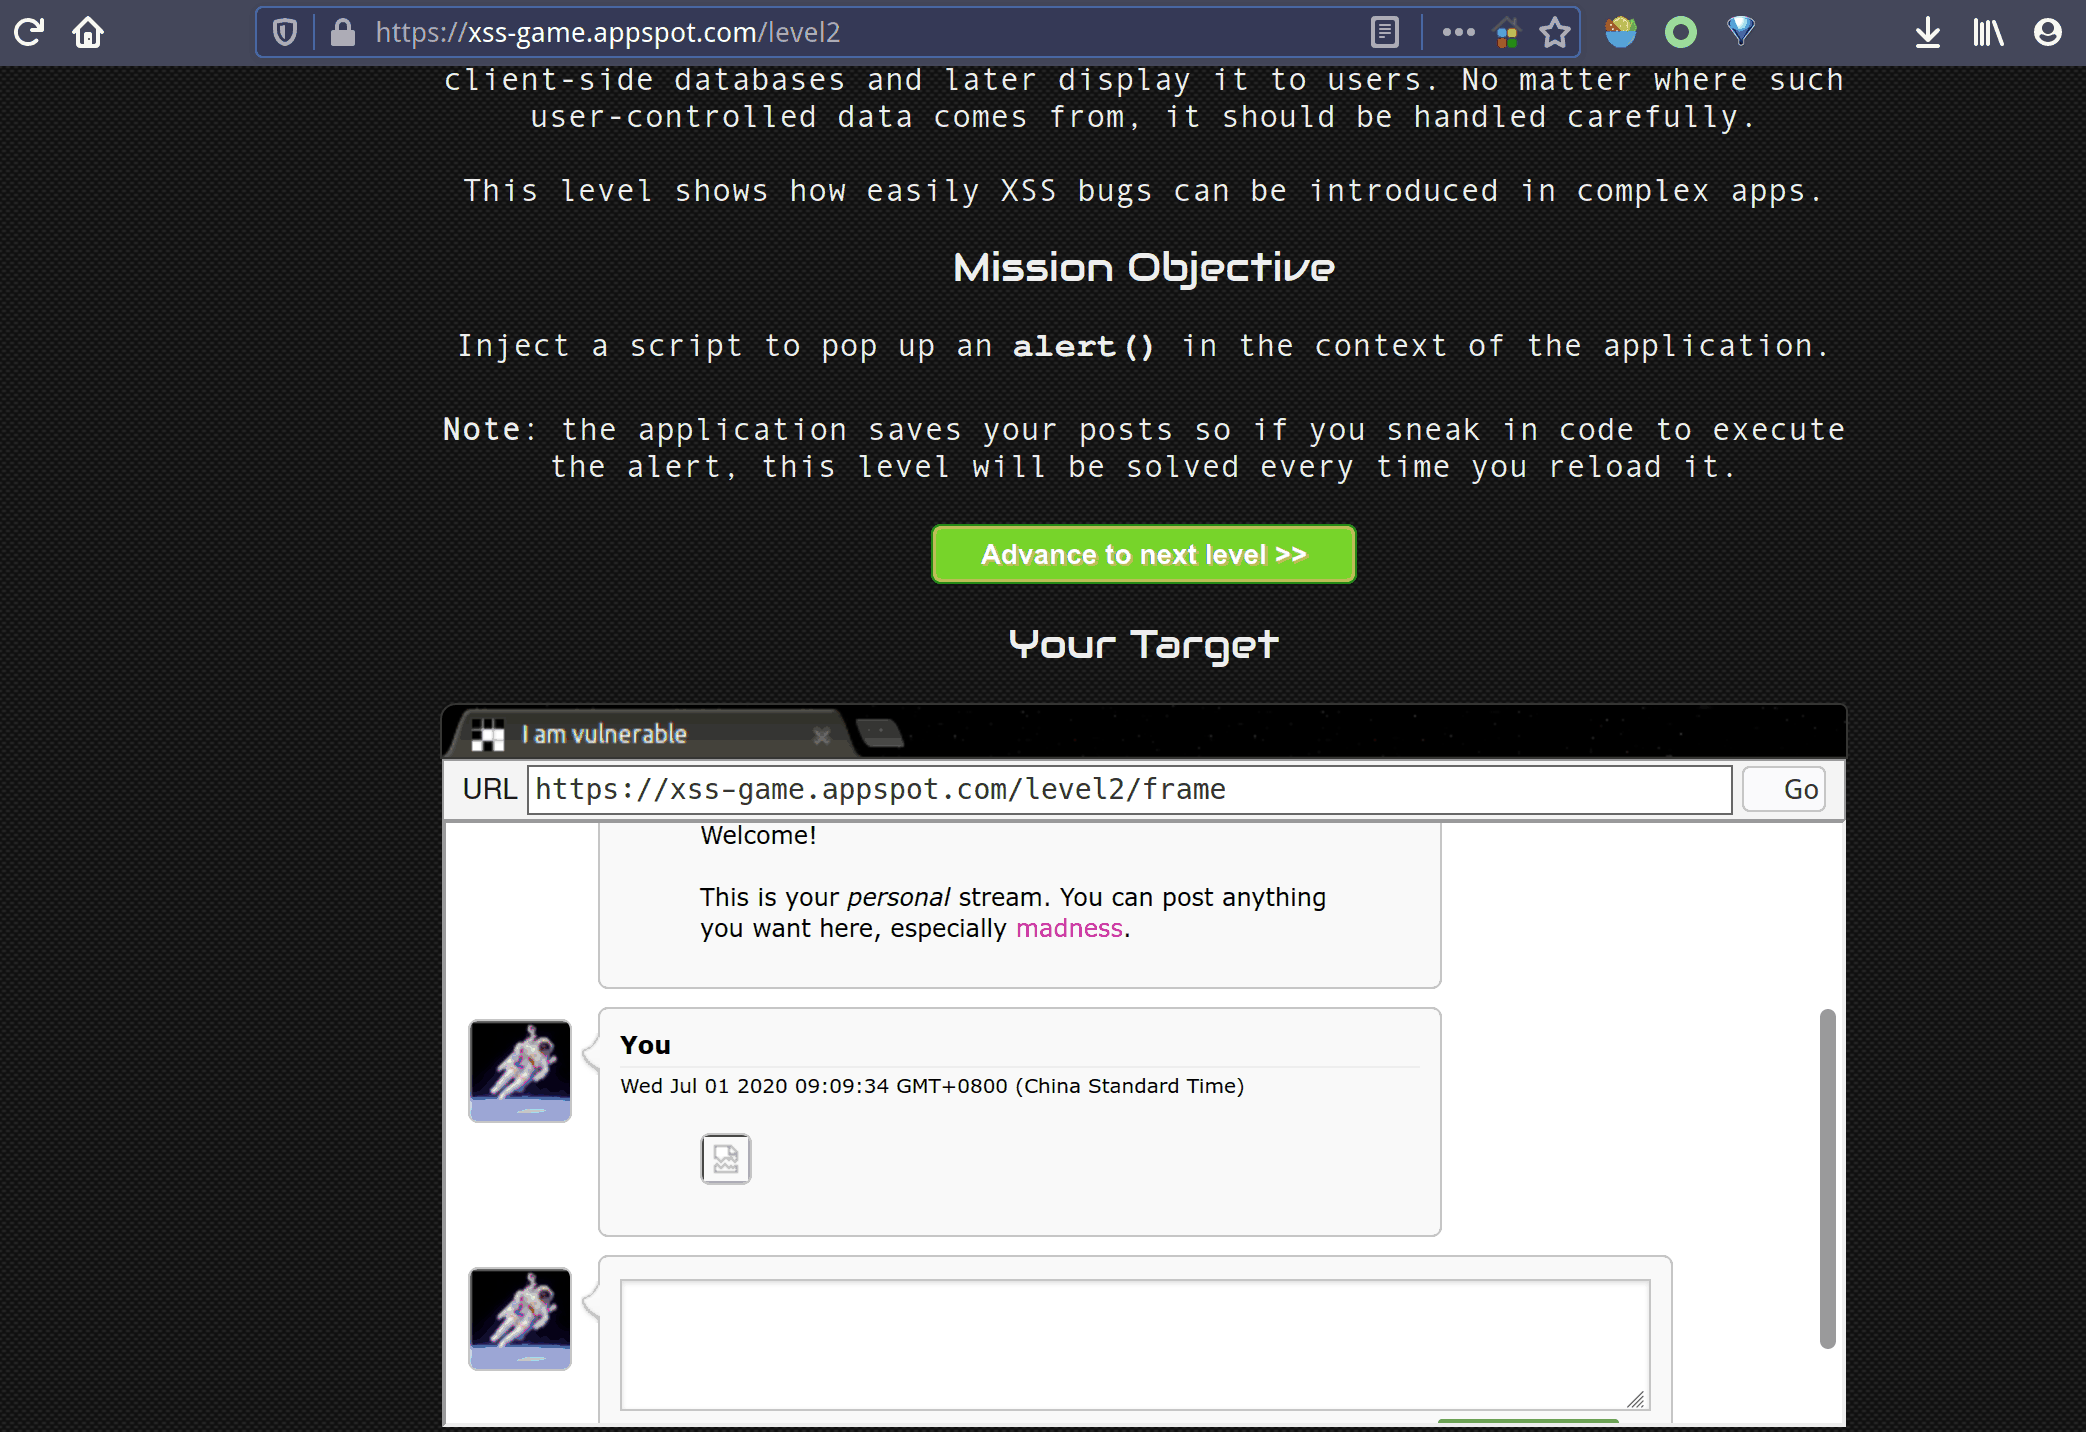 https://xss-game.appspot.com/level2
client-side databases and later display it to users. No matter where such
user-controlled data comes from, it should be handled carefully.
This level shows how easily XSS bugs can be introduced in complex apps.
Mission Objective
Inject a script to pop up an alert() in the context of the application.
Note: the application saves your posts so if you sneak in code to execute
the alert, this level will be solved every time you reload it.
Advance to next level >>
Your Target
I am vulnerable
URL https://xss-game.appspot.com/level2/frame Go
Welcome!
This is your personal stream. You can post anything
you want here, especially madness.
You
Wed Jul 01 2020 09:09:34 GMT+0800 (China Standard Time)